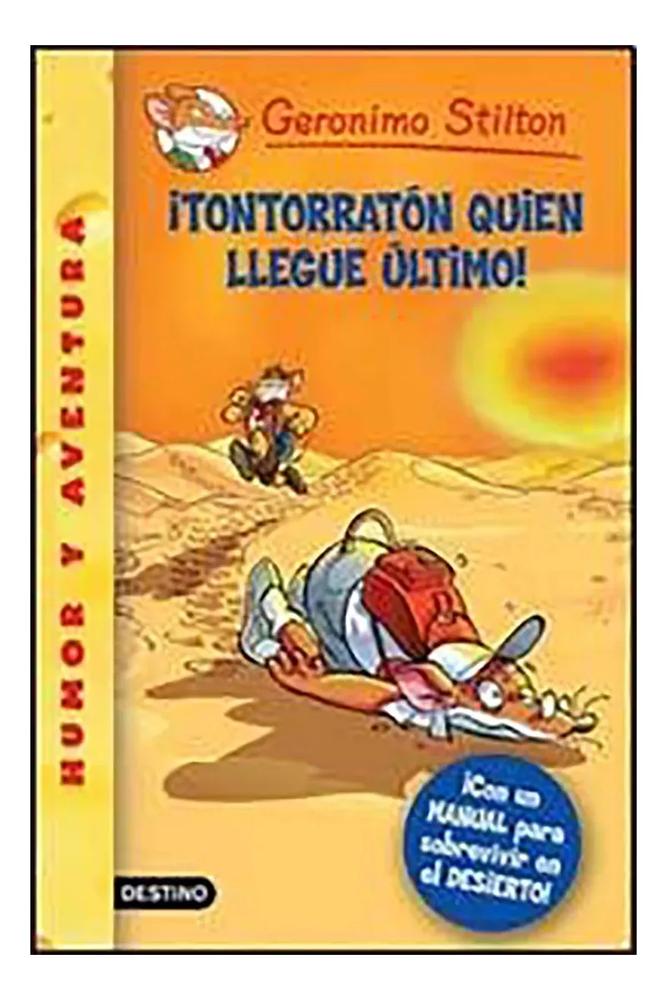 Geronimo Stilton
¡TONTORRATÓN QUIEN
LLEGUE ÚLTIMO!
HUMOR Y AVENTURA
¡Con un
MANUAL para
sobrevivir en
el DESIERTO!
DESTINO